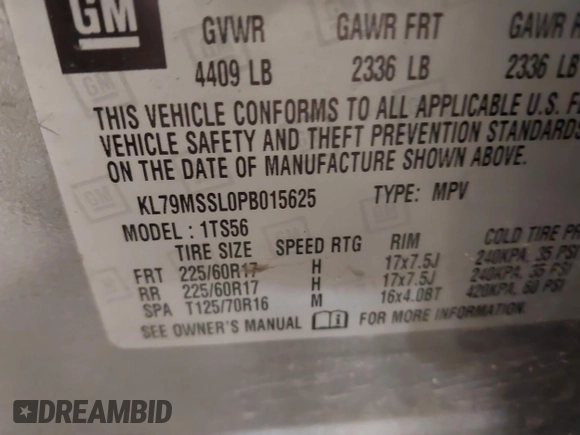 GM
GVWR GAWR FRT GAWR
4409 LB 2336 LB 2336 LB
THIS VEHICLE CONFORMS TO ALL APPLICABLE U.S.
VEHICLE SAFETY AND THEFT PREVENTION STANDARDS
ON THE DATE OF MANUFACTURE SHOWN ABOVE.
KL79MSSL0PB015625 TYPE: MPV
MODEL : 1TS56
TIRE SIZE SPEED RTG RIM COLD TIRE
FRT 225/60R17 H 17x7.5J 240KPA, 35 PSI
RR 225/60R17 H 17x7.5J 240KPA, 35 PSI
SPA T125/70R16 M 16x4.0BT 420KPA, 60 PSI
SEE OWNER'S MANUAL FOR MORE INFORMATION.
DREAMBID